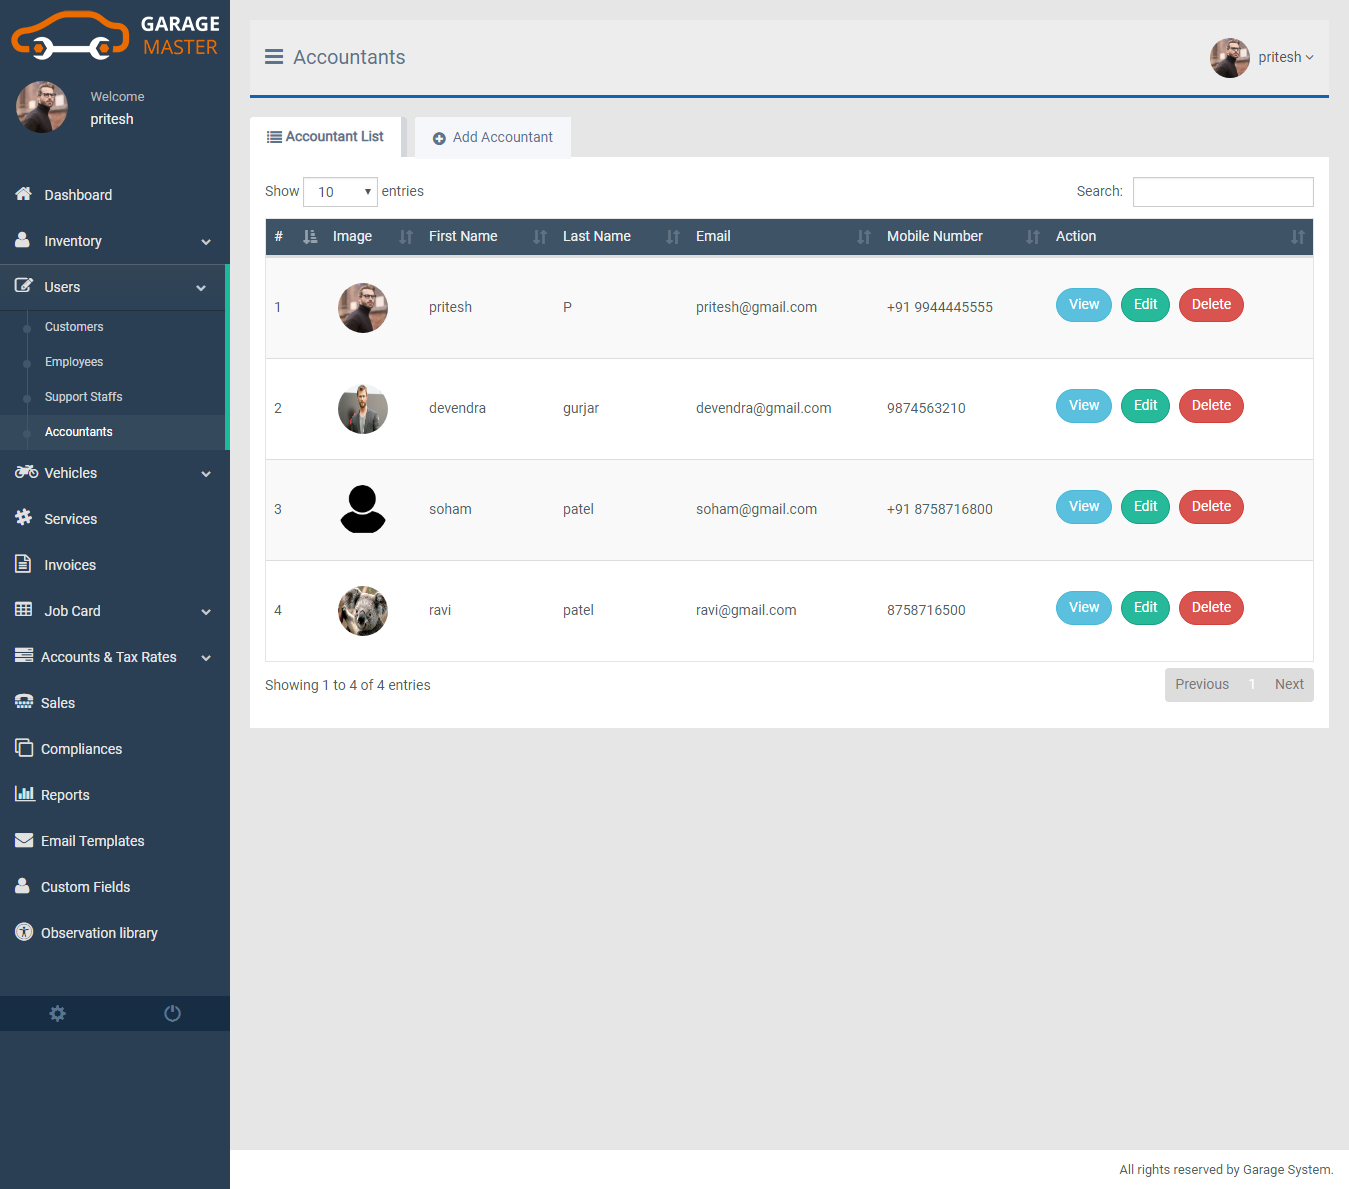 GARAGE
MASTER
Welcome
pritesh
Dashboard
Inventory
Users
Customers
Employees
Support Staffs
Accountants
Vehicles
Services
Invoices
Job Card
Accounts & Tax Rates
Sales
Compliances
Reports
Email Templates
Custom Fields
Observation library
Accountants
pritesh
Accountant List
Add Accountant
Show 10 entries
Search:
# Image First Name Last Name Email Mobile Number Action
1 pritesh P pritesh@gmail.com +91 9944445555 View Edit Delete
2 devendra gurjar devendra@gmail.com 9874563210 View Edit Delete
3 soham patel soham@gmail.com +91 8758716800 View Edit Delete
4 ravi patel ravi@gmail.com 8758716500 View Edit Delete
Showing 1 to 4 of 4 entries
Previous 1 Next
All rights reserved by Garage System.